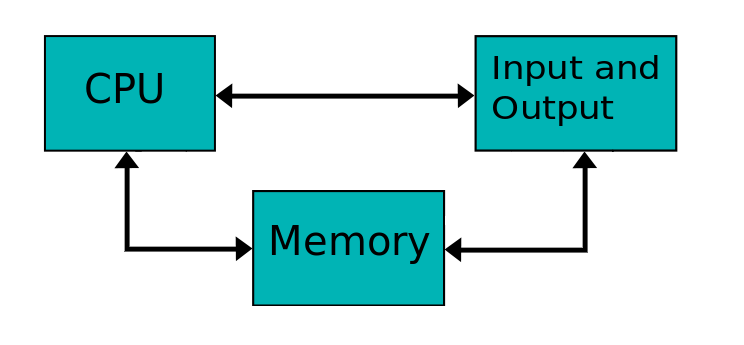 CPU
Input and
Output
Memory